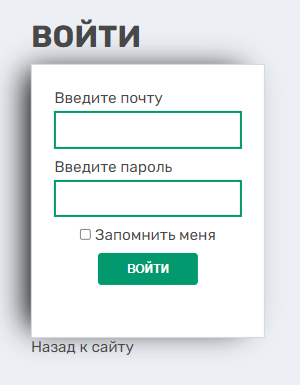 ВОЙТИ
Введите почту
Введите пароль
Запомнить меня
ВОЙТИ
Назад к сайту